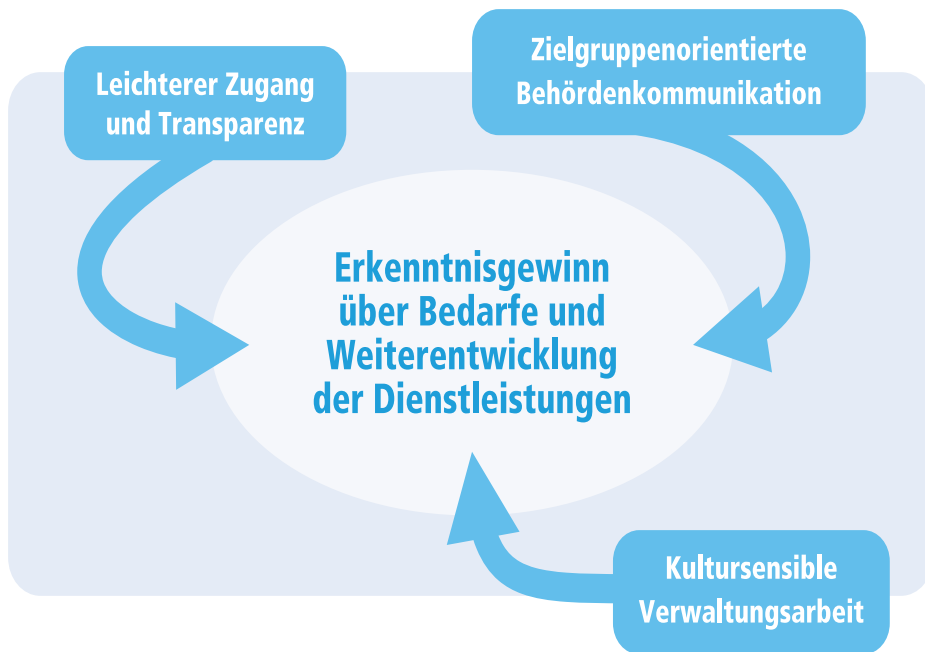 Leichterer Zugang
und Transparenz
Zielgruppenorientierte
Behördenkommunikation
Erkenntnisgewinn
über Bedarfe und
Weiterentwicklung
der Dienstleistungen
Kultursensible
Verwaltungsarbeit